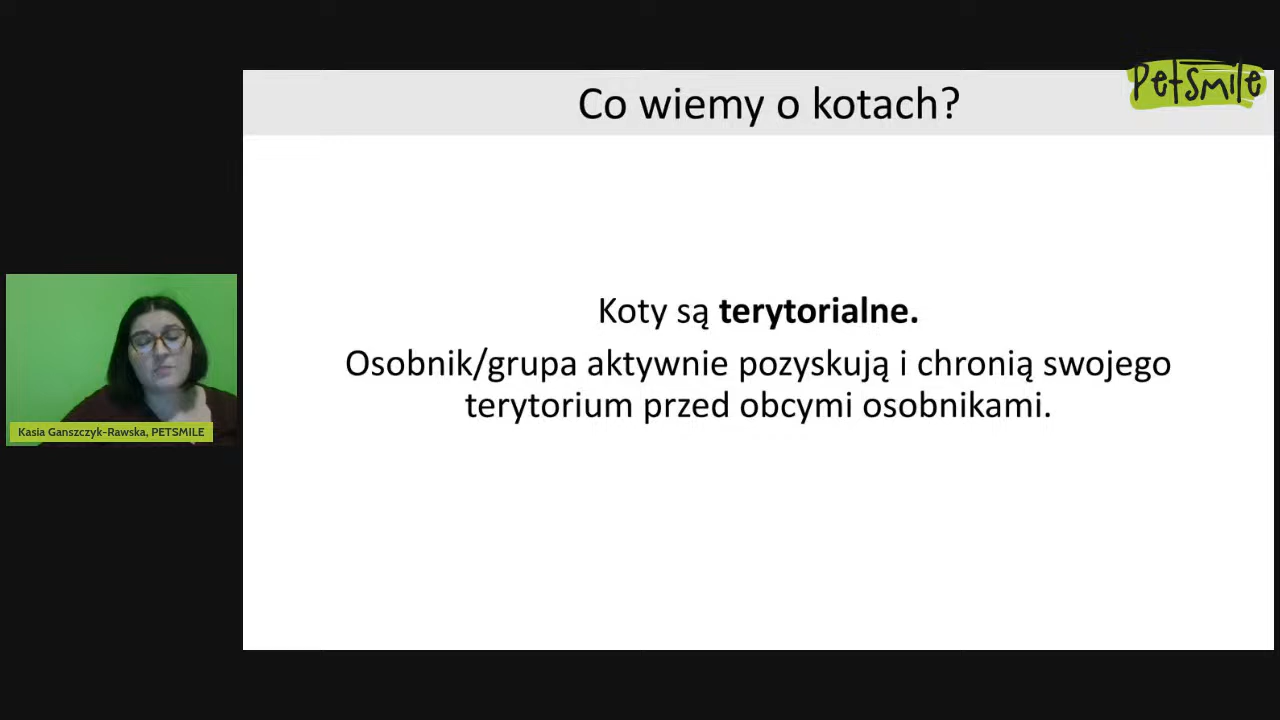 PetSmile
Co wiemy o kotach?
Koty są terytorialne.
Osobnik/grupa aktywnie pozyskują i chronią swojego
terytorium przed obcymi osobnikami.
Kasia Ganszczyk-Rawska, PETSMILE